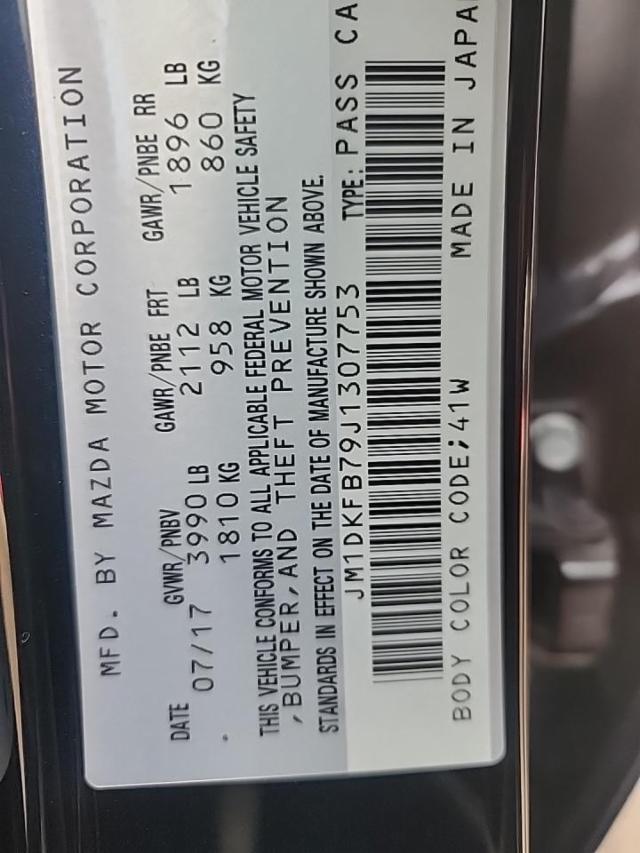 MFD. BY MAZDA MOTOR CORPORATION
DATE GVWR/PNBV GAWR/PNBE FRT GAWR/PNBE RR
07/17 3990 LB 2112 LB 1896 LB
1810 KG 958 KG 860 KG
THIS VEHICLE CONFORMS TO ALL APPLICABLE FEDERAL MOTOR VEHICLE SAFETY
,BUMPER,AND THEFT PREVENTION
STANDARDS IN EFFECT ON THE DATE OF MANUFACTURE SHOWN ABOVE.
JM1DKFB79J1307753 TYPE: PASS CA
BODY COLOR CODE;41W MADE IN JAPA